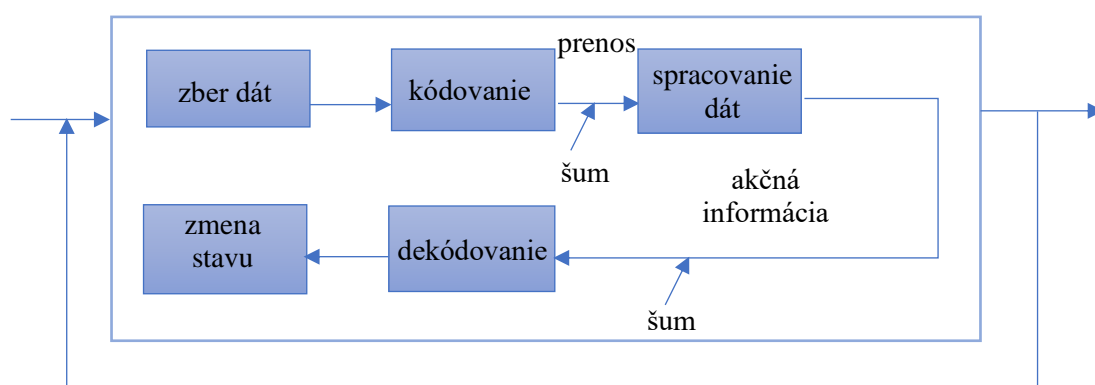 prenos
zber dát
kódovanie
spracovanie
dát
šum
akčná
informácia
zmena
stavu
dekódovanie
šum